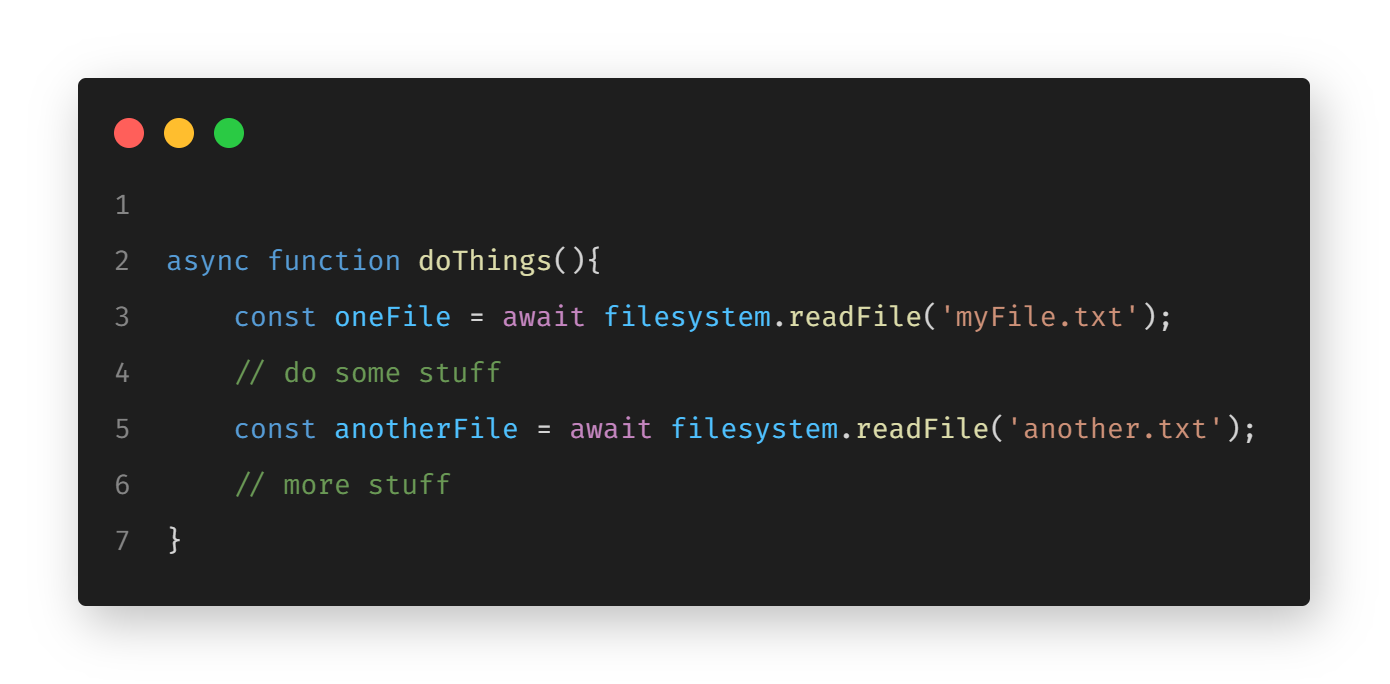 1
2 async function doThings(){
3     const oneFile = await filesystem.readFile('myFile.txt');
4     // do some stuff
5     const anotherFile = await filesystem.readFile('another.txt');
6     // more stuff
7 }